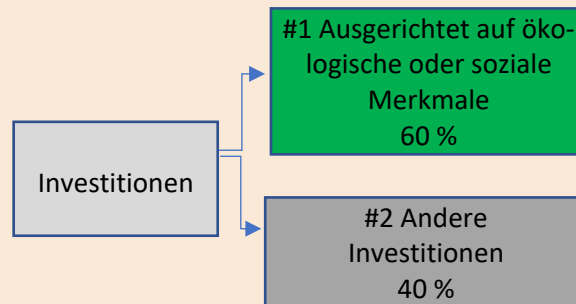 #1 Ausgerichtet auf öko-
logische oder soziale
Merkmale
60 %
Investitionen
#2 Andere
Investitionen
40 %